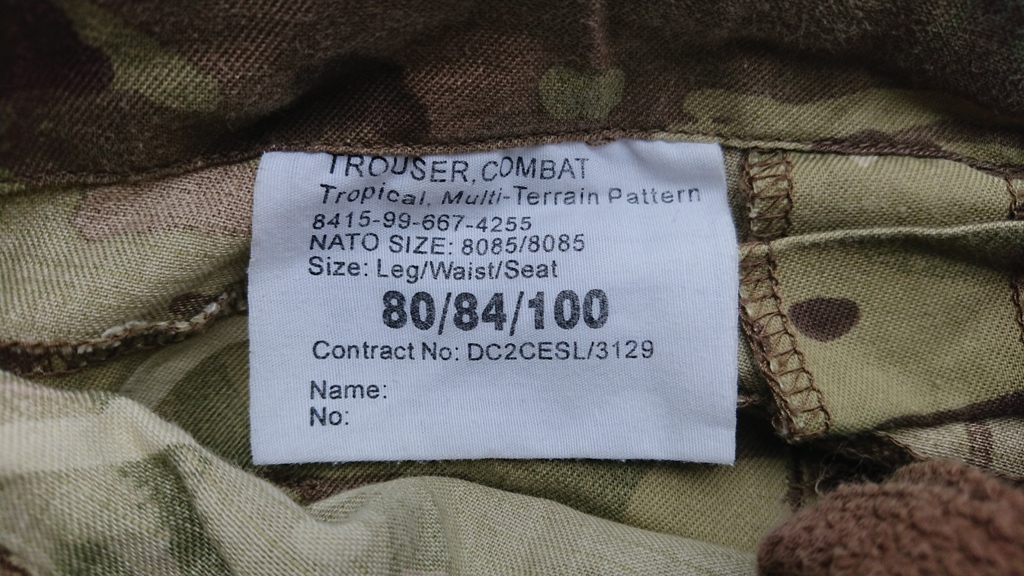 TROUSER, COMBAT
Tropical, Multi-Terrain Pattern
8415-99-667-4255
NATO SIZE: 8085/8085
Size: Leg/Waist/Seat
80/84/100
Contract No: DC2CESL/3129
Name:
No: